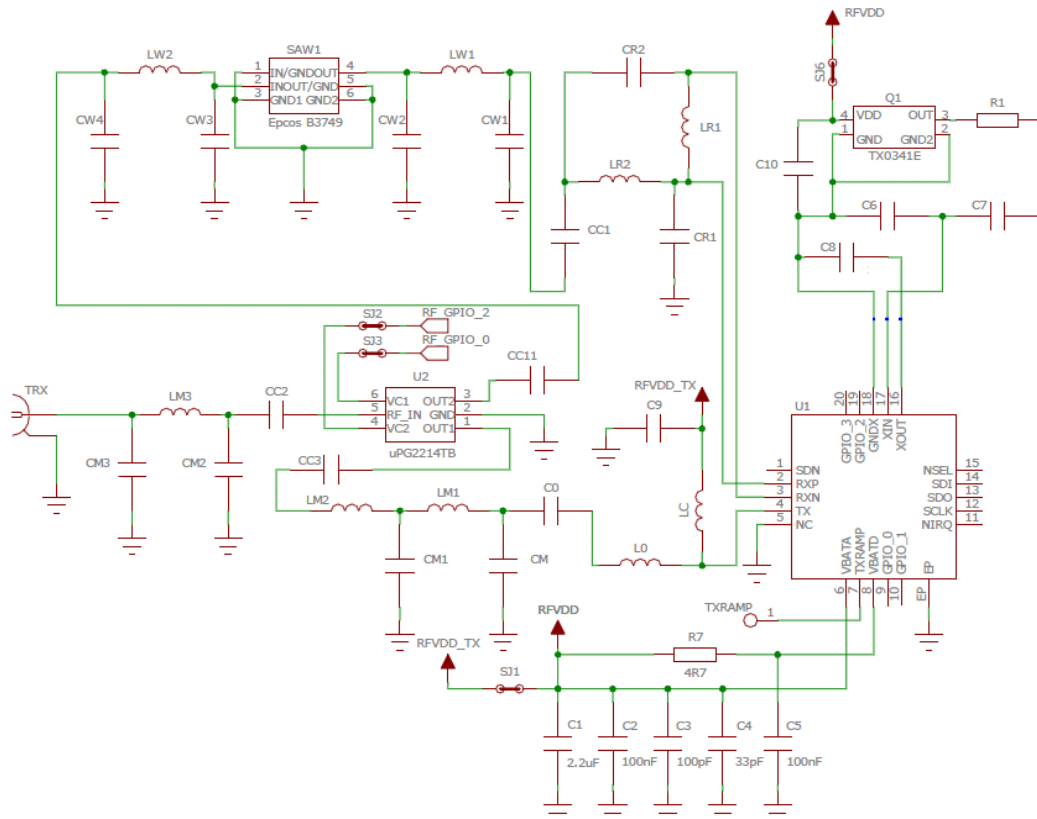 RFVDD
SAW1
LW2
LW1
CR2
SJ6
Q1
R1
1 IN/GND OUT 4
2 IN OUT/GND 5
3 GND1 GND2 6
Epcos B3749
4 VDD OUT 3
1 GND GND2 2
TX0341E
CW4
CW3
CW2
CW1
LR1
LR2
C10
CC1
CR1
C6
C7
C8
SJ2
RF_GPIO_2
SJ3
RF_GPIO_0
CC11
U2
TRX
LM3
CC2
6 VC1 OUT2 3
5 RF_IN GND 2
4 VC2 OUT1 1
uPG2214TB
RFVDD_TX
C9
U1
20 19 18 17 16
GPIO_3
GPIO_2
GNDX
XIN
XOUT
CM3
CM2
CC3
LM2
LM1
C0
LC
1 SDN
2 RXP
3 RXN
4 TX
5 NC
NSEL 15
SDI 14
SDO 13
SCLK 12
NIRQ 11
CM1
CM
L0
VBATA
TXRAMP
VBATD
GPIO_0
GPIO_1
EP
6 7 8 9 10
EP
TXRAMP
1
RFVDD
RFVDD_TX
SJ1
R7
4R7
C1
C2
C3
C4
C5
2.2uF
100nF
100pF
33pF
100nF